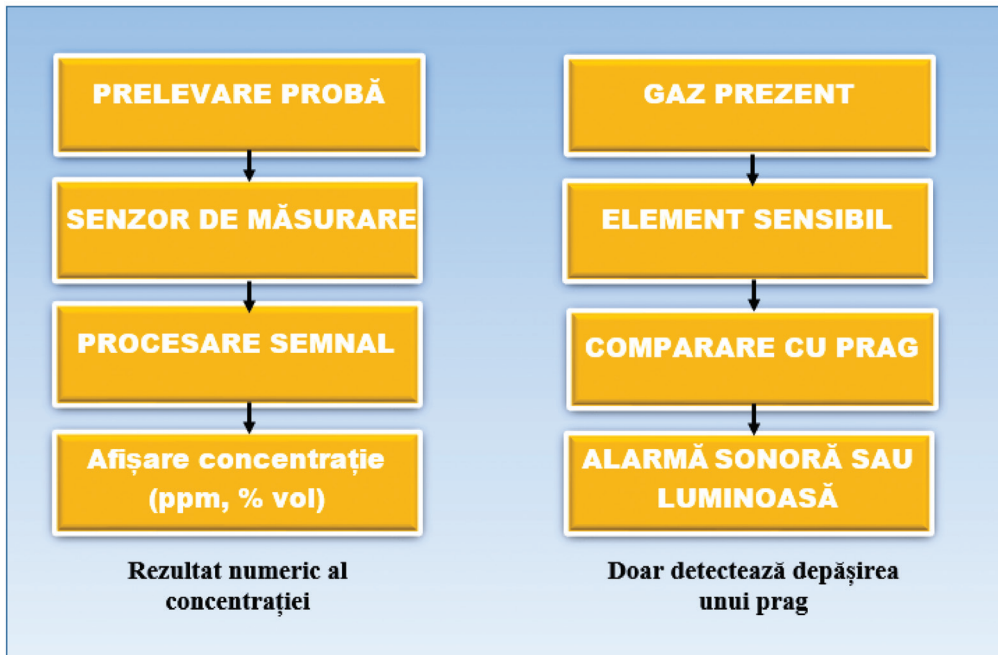 PRELEVARE PROBĂ
SENZOR DE MĂSURARE
PROCESARE SEMNAL
Afișare concentrație
(ppm, % vol)
Rezultat numeric al
concentrației
GAZ PREZENT
ELEMENT SENSIBIL
COMPARARE CU PRAG
ALARMĂ SONORĂ SAU
LUMINOASĂ
Doar detectează depășirea
unui prag